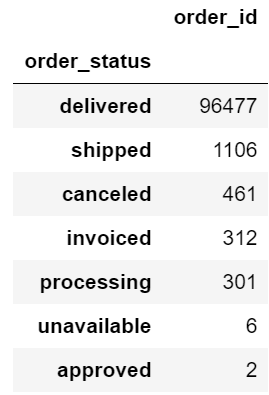 order_id
order_status
delivered 96477
shipped 1106
canceled 461
invoiced 312
processing 301
unavailable 6
approved 2